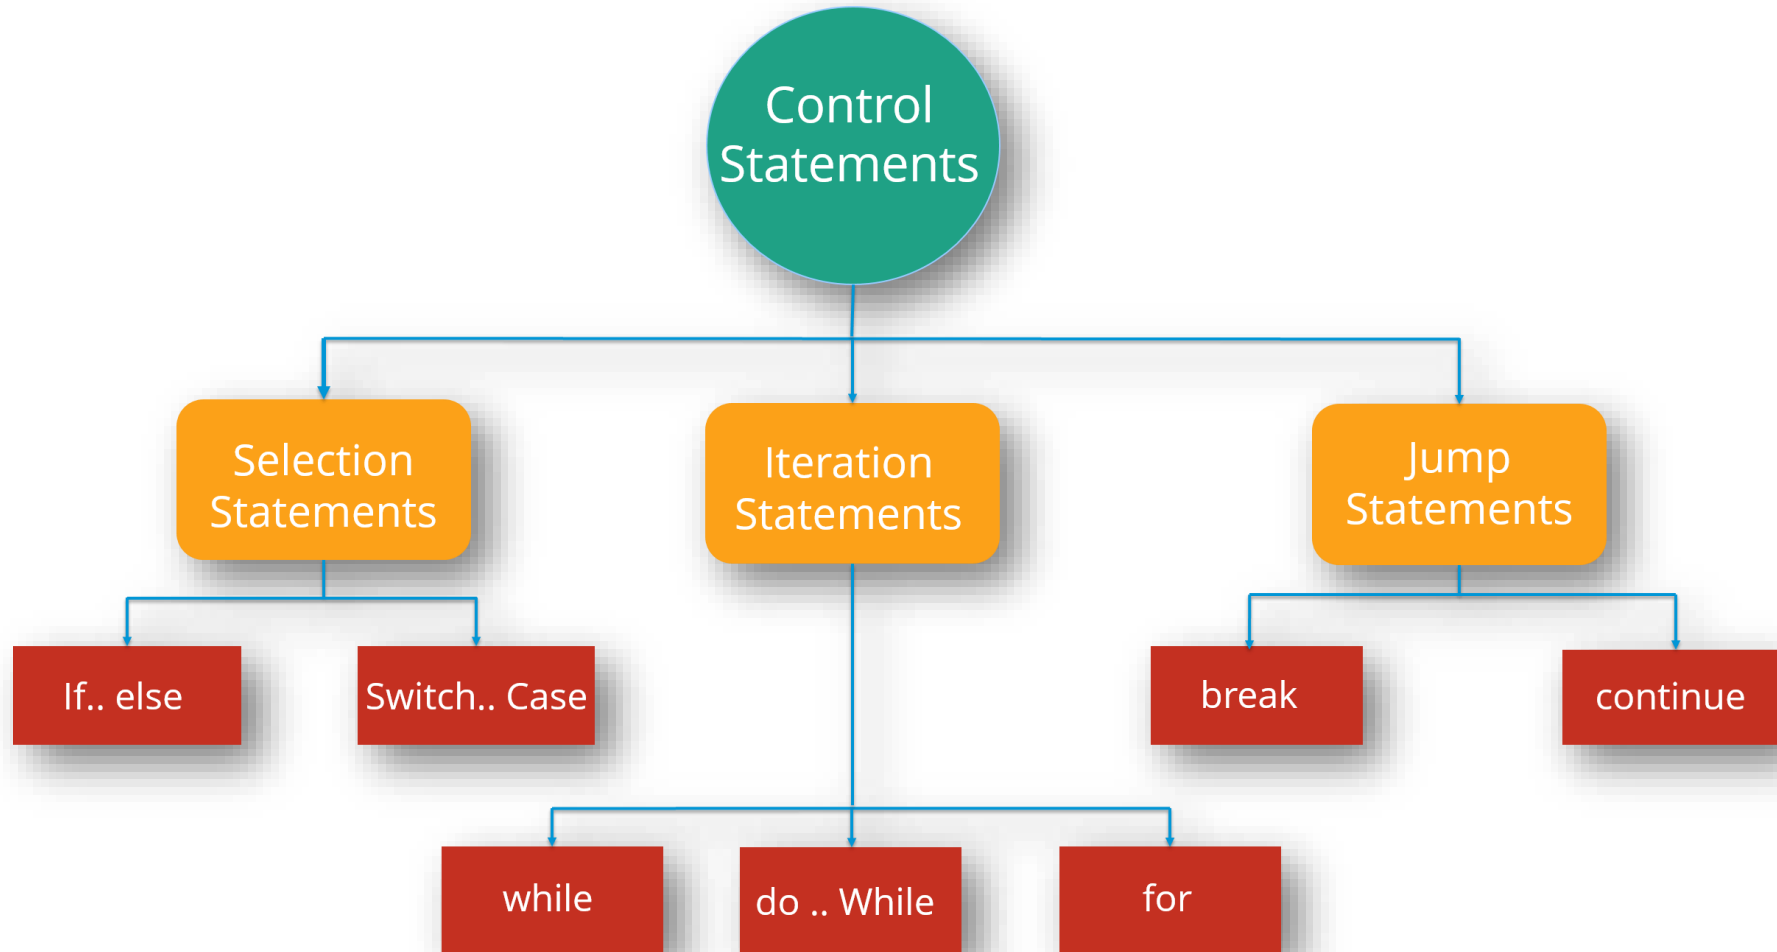 Control
Statements
Selection
Statements
Iteration
Statements
Jump
Statements
If.. else
Switch.. Case
break
continue
while
do .. While
for